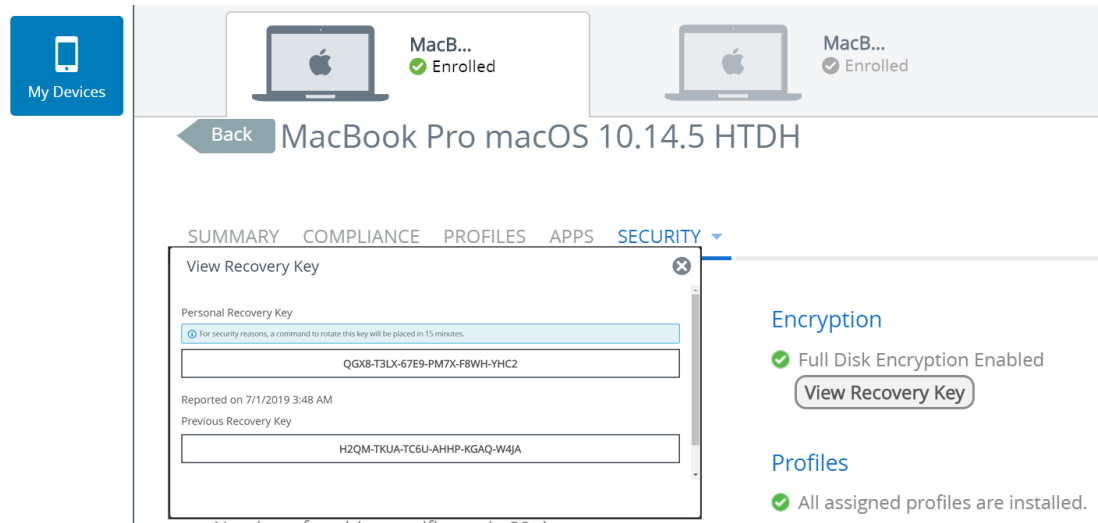 My Devices
MacB...
Enrolled
MacB...
Enrolled
Back
MacBook Pro macOS 10.14.5 HTDH
SUMMARY COMPLIANCE PROFILES APPS SECURITY
View Recovery Key
Personal Recovery Key
For security reasons, a command to rotate this key will be placed in 15 minutes.
QGX8-T3LX-67E9-PM7X-F8WH-YHC2
Reported on 7/1/2019 3:48 AM
Previous Recovery Key
H2QM-TKUA-TC6U-AHHP-KGAQ-W4JA
Encryption
Full Disk Encryption Enabled
View Recovery Key
Profiles
All assigned profiles are installed.